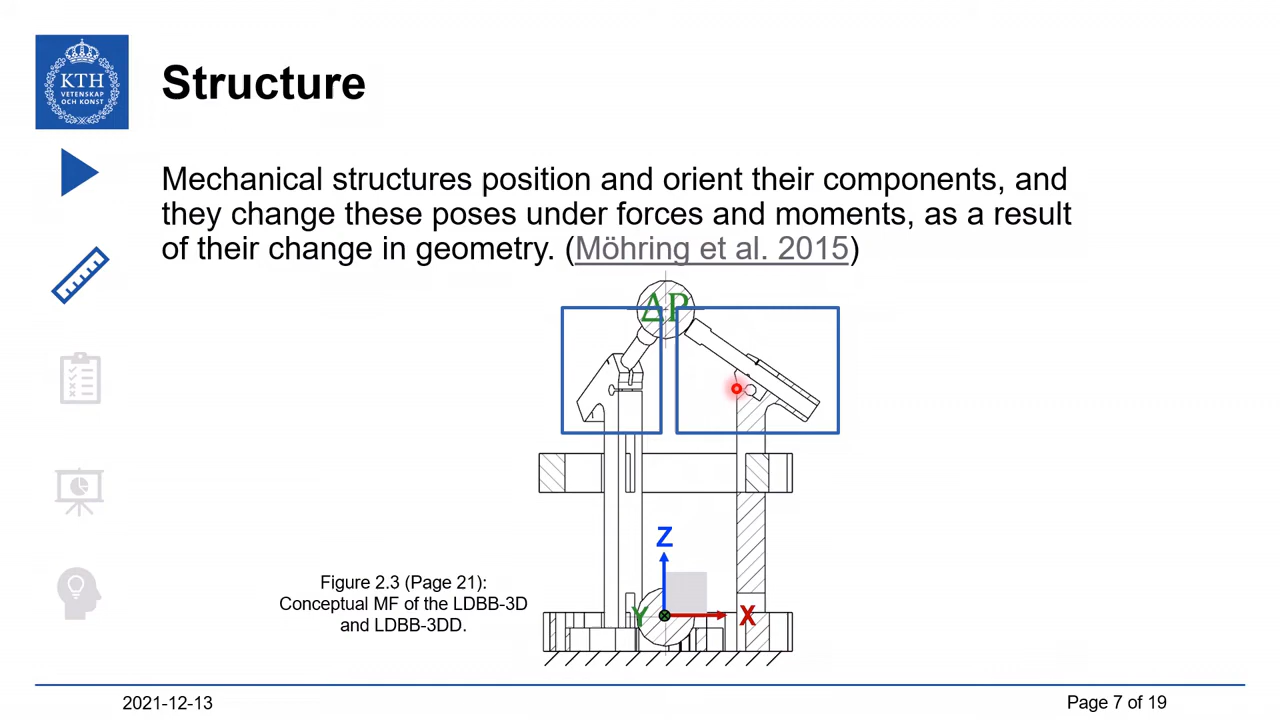 KTH
VETENSKAP
OCH KONST
Structure
Mechanical structures position and orient their components, and
they change these poses under forces and moments, as a result
of their change in geometry. (Möhring et al. 2015)
ΔP
Z
Y
X
Figure 2.3 (Page 21):
Conceptual MF of the LDBB-3D
and LDBB-3DD.
2021-12-13
Page 7 of 19